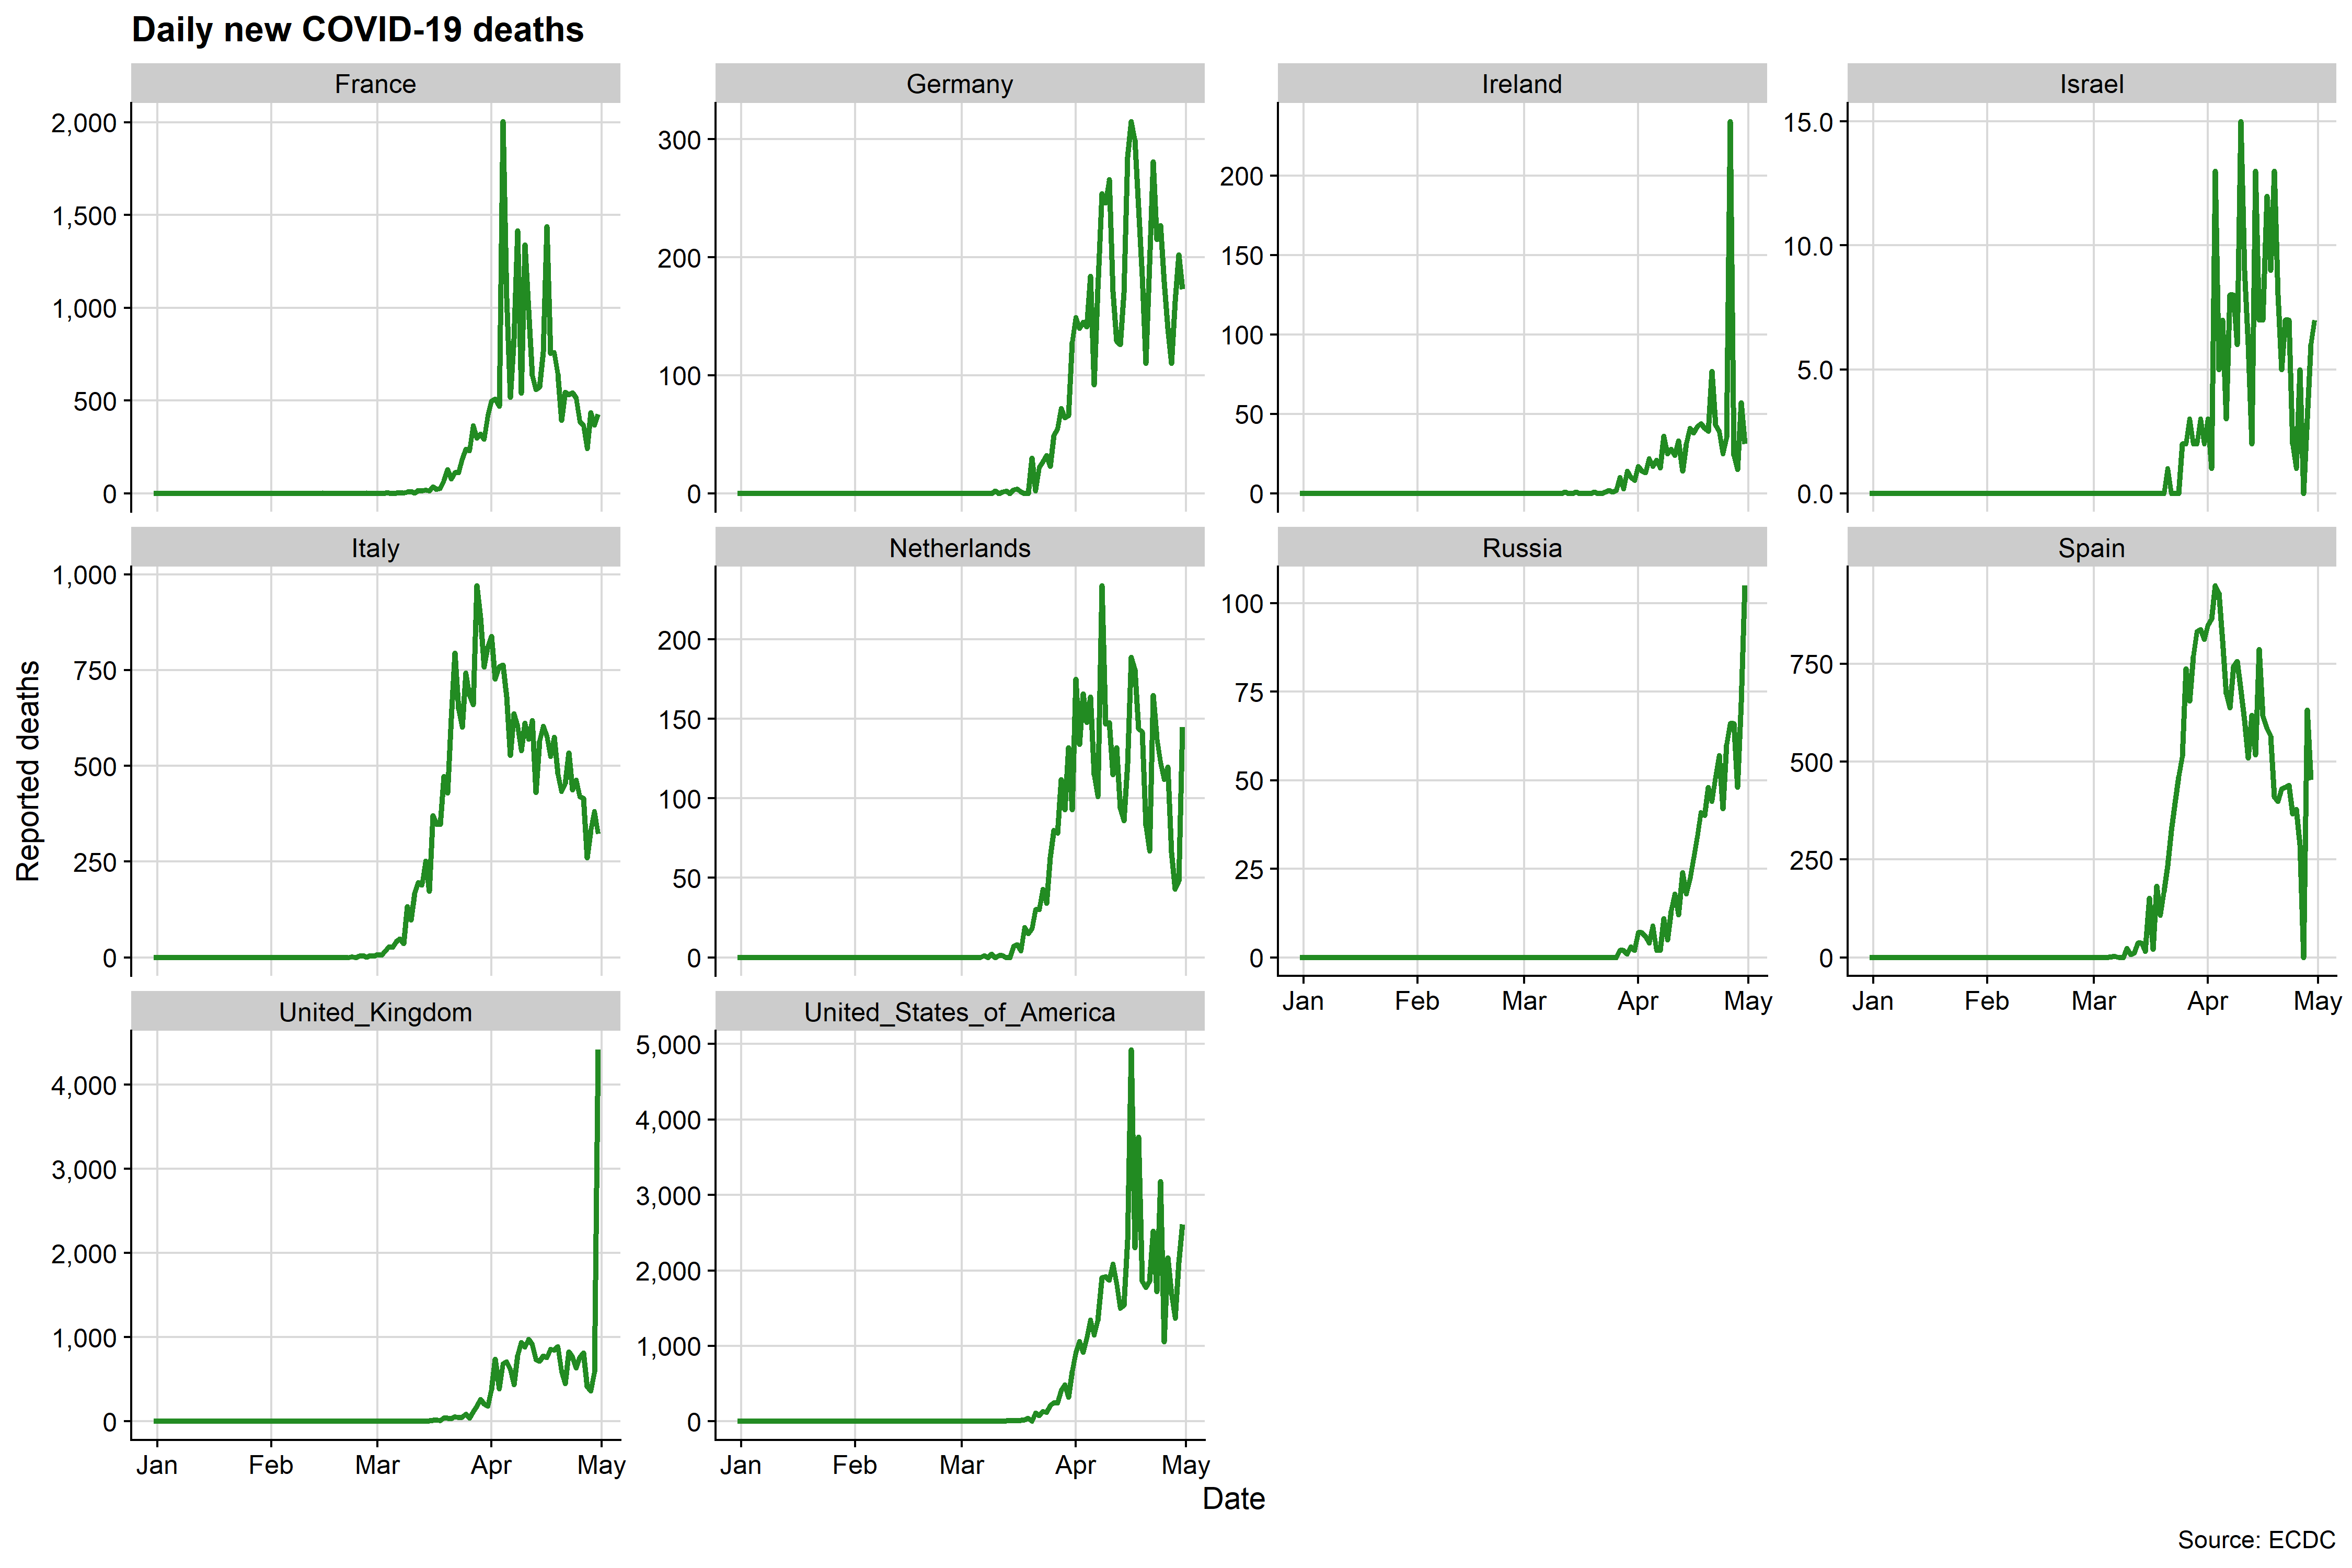 Daily new COVID-19 deaths
France
Germany
Ireland
Israel
2,000
1,500
1,000
500
0
300
200
100
0
200
150
100
50
0
15.0
10.0
5.0
0.0
Italy
Netherlands
Russia
Spain
Reported deaths
1,000
750
500
250
0
200
150
100
50
0
100
75
50
25
0
750
500
250
0
Jan Feb Mar Apr May
Jan Feb Mar Apr May
United_Kingdom
United_States_of_America
4,000
3,000
2,000
1,000
0
5,000
4,000
3,000
2,000
1,000
0
Jan Feb Mar Apr May
Jan Feb Mar Apr May
Date
Source: ECDC